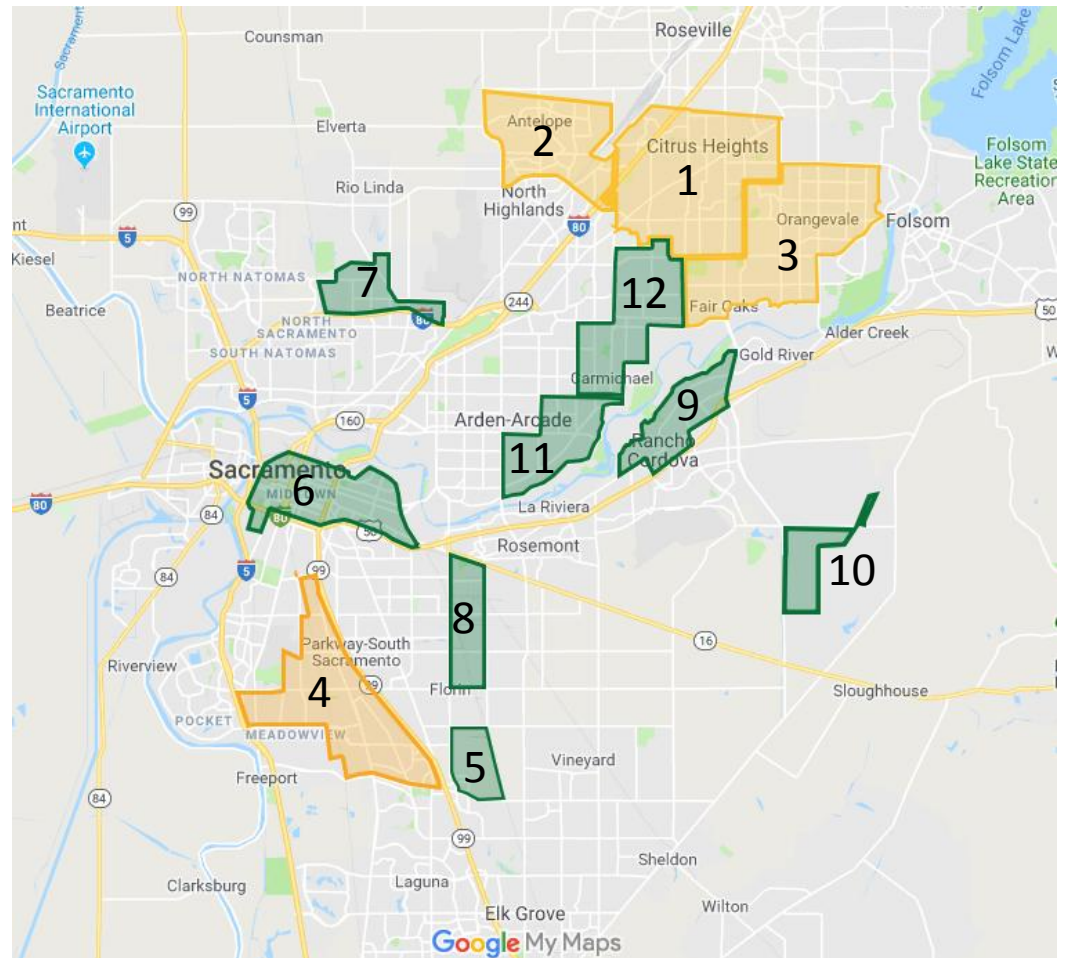 Counsman
Roseville
Folsom Lake
Sacramento
Sacramento
International
Airport
Elverta
Antelope
2
Citrus Heights
1
Folsom
Lake State
Recreation
Area
Rio Linda
North
Highlands
80
99
5
Orangevale
Folsom
3
Kiesel
NORTH NATOMAS
7
12
Beatrice
244
80
Fair Oaks
50
NORTH
SACRAMENTO
SOUTH NATOMAS
Alder Creek
Gold River
Carmichael
5
160
Arden-Arcade
9
11
Rancho
Cordova
Sacramento
MIDTOWN
6
80
80
84
50
La Riviera
Rosemont
5
99
84
10
8
16
Parkway-South
Sacramento
Riverview
4
99
Florin
Sloughhouse
POCKET
MEADOWVIEW
5
Vineyard
Freeport
84
99
Sheldon
Clarksburg
Laguna
Wilton
Elk Grove
Google My Maps